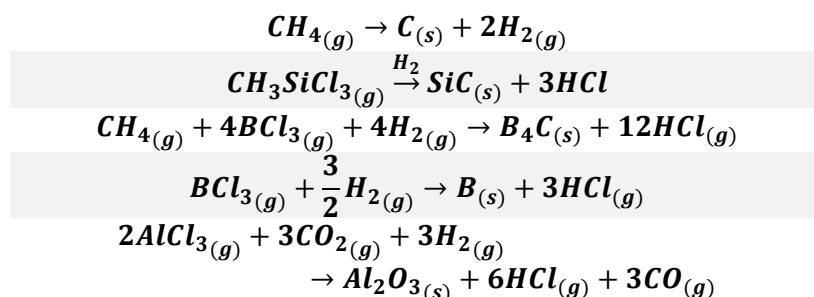 CH₄₍g₎ → C₍s₎ + 2H₂₍g₎
CH₃SiCl₃₍g₎ →^{H₂} SiC₍s₎ + 3HCl
CH₄₍g₎ + 4BCl₃₍g₎ + 4H₂₍g₎ → B₄C₍s₎ + 12HCl₍g₎
BCl₃₍g₎ + 3/2 H₂₍g₎ → B₍s₎ + 3HCl₍g₎
2AlCl₃₍g₎ + 3CO₂₍g₎ + 3H₂₍g₎
→ Al₂O₃₍s₎ + 6HCl₍g₎ + 3CO₍g₎